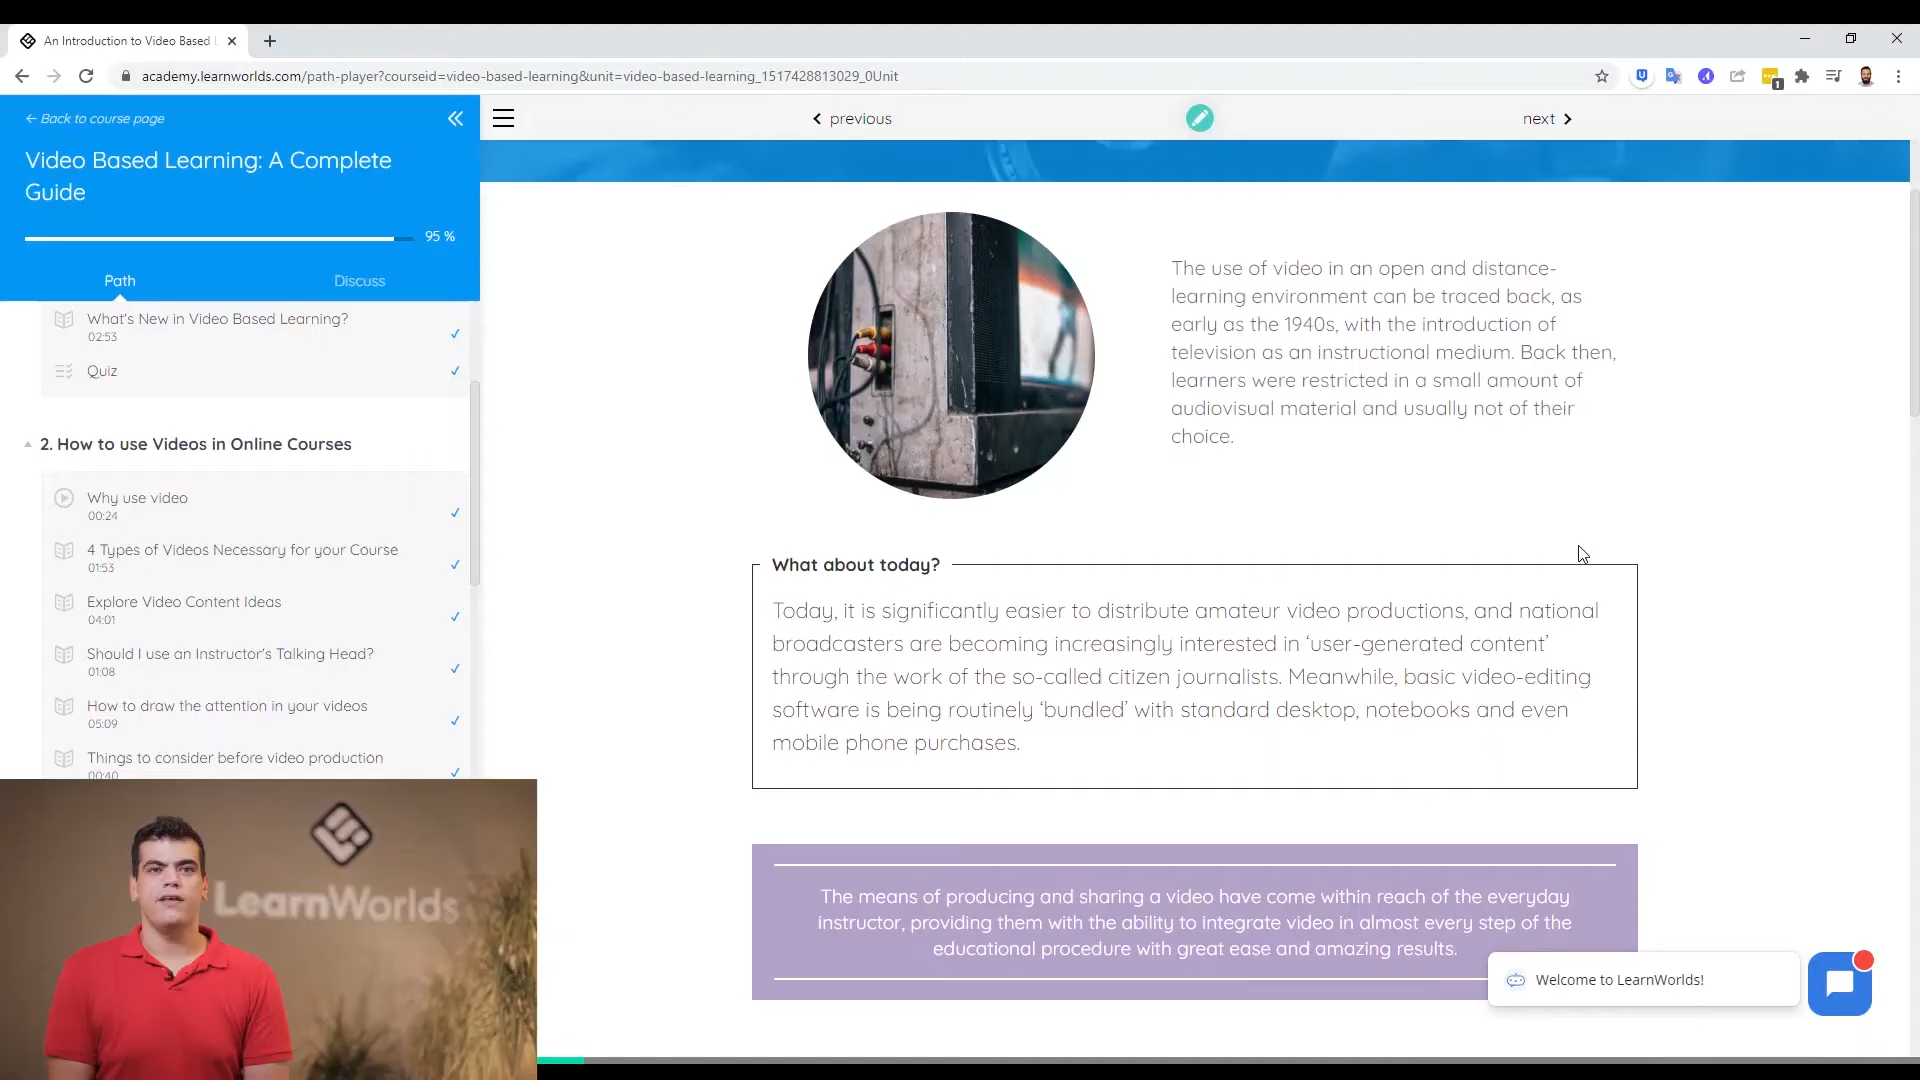 An Introduction to Video Based L
academy.learnworlds.com/path-player?courseid=video-based-learning&unit=video-based-learning_1517428813029_0Unit
1
← Back to course page
previous
next
Video Based Learning: A Complete
Guide
95 %
Path
Discuss
What's New in Video Based Learning?
02:53
Quiz
2. How to use Videos in Online Courses
Why use video
00:24
4 Types of Videos Necessary for your Course
01:53
Explore Video Content Ideas
04:01
Should I use an Instructor's Talking Head?
01:08
How to draw the attention in your videos
05:09
Things to consider before video production
00:40
The use of video in an open and distance-
learning environment can be traced back, as
early as the 1940s, with the introduction of
television as an instructional medium. Back then,
learners were restricted in a small amount of
audiovisual material and usually not of their
choice.
What about today?
Today, it is significantly easier to distribute amateur video productions, and national
broadcasters are becoming increasingly interested in ‘user-generated content’
through the work of the so-called citizen journalists. Meanwhile, basic video-editing
software is being routinely ‘bundled’ with standard desktop, notebooks and even
mobile phone purchases.
The means of producing and sharing a video have come within reach of the everyday
instructor, providing them with the ability to integrate video in almost every step of the
educational procedure with great ease and amazing results.
Welcome to LearnWorlds!
LearnWorlds